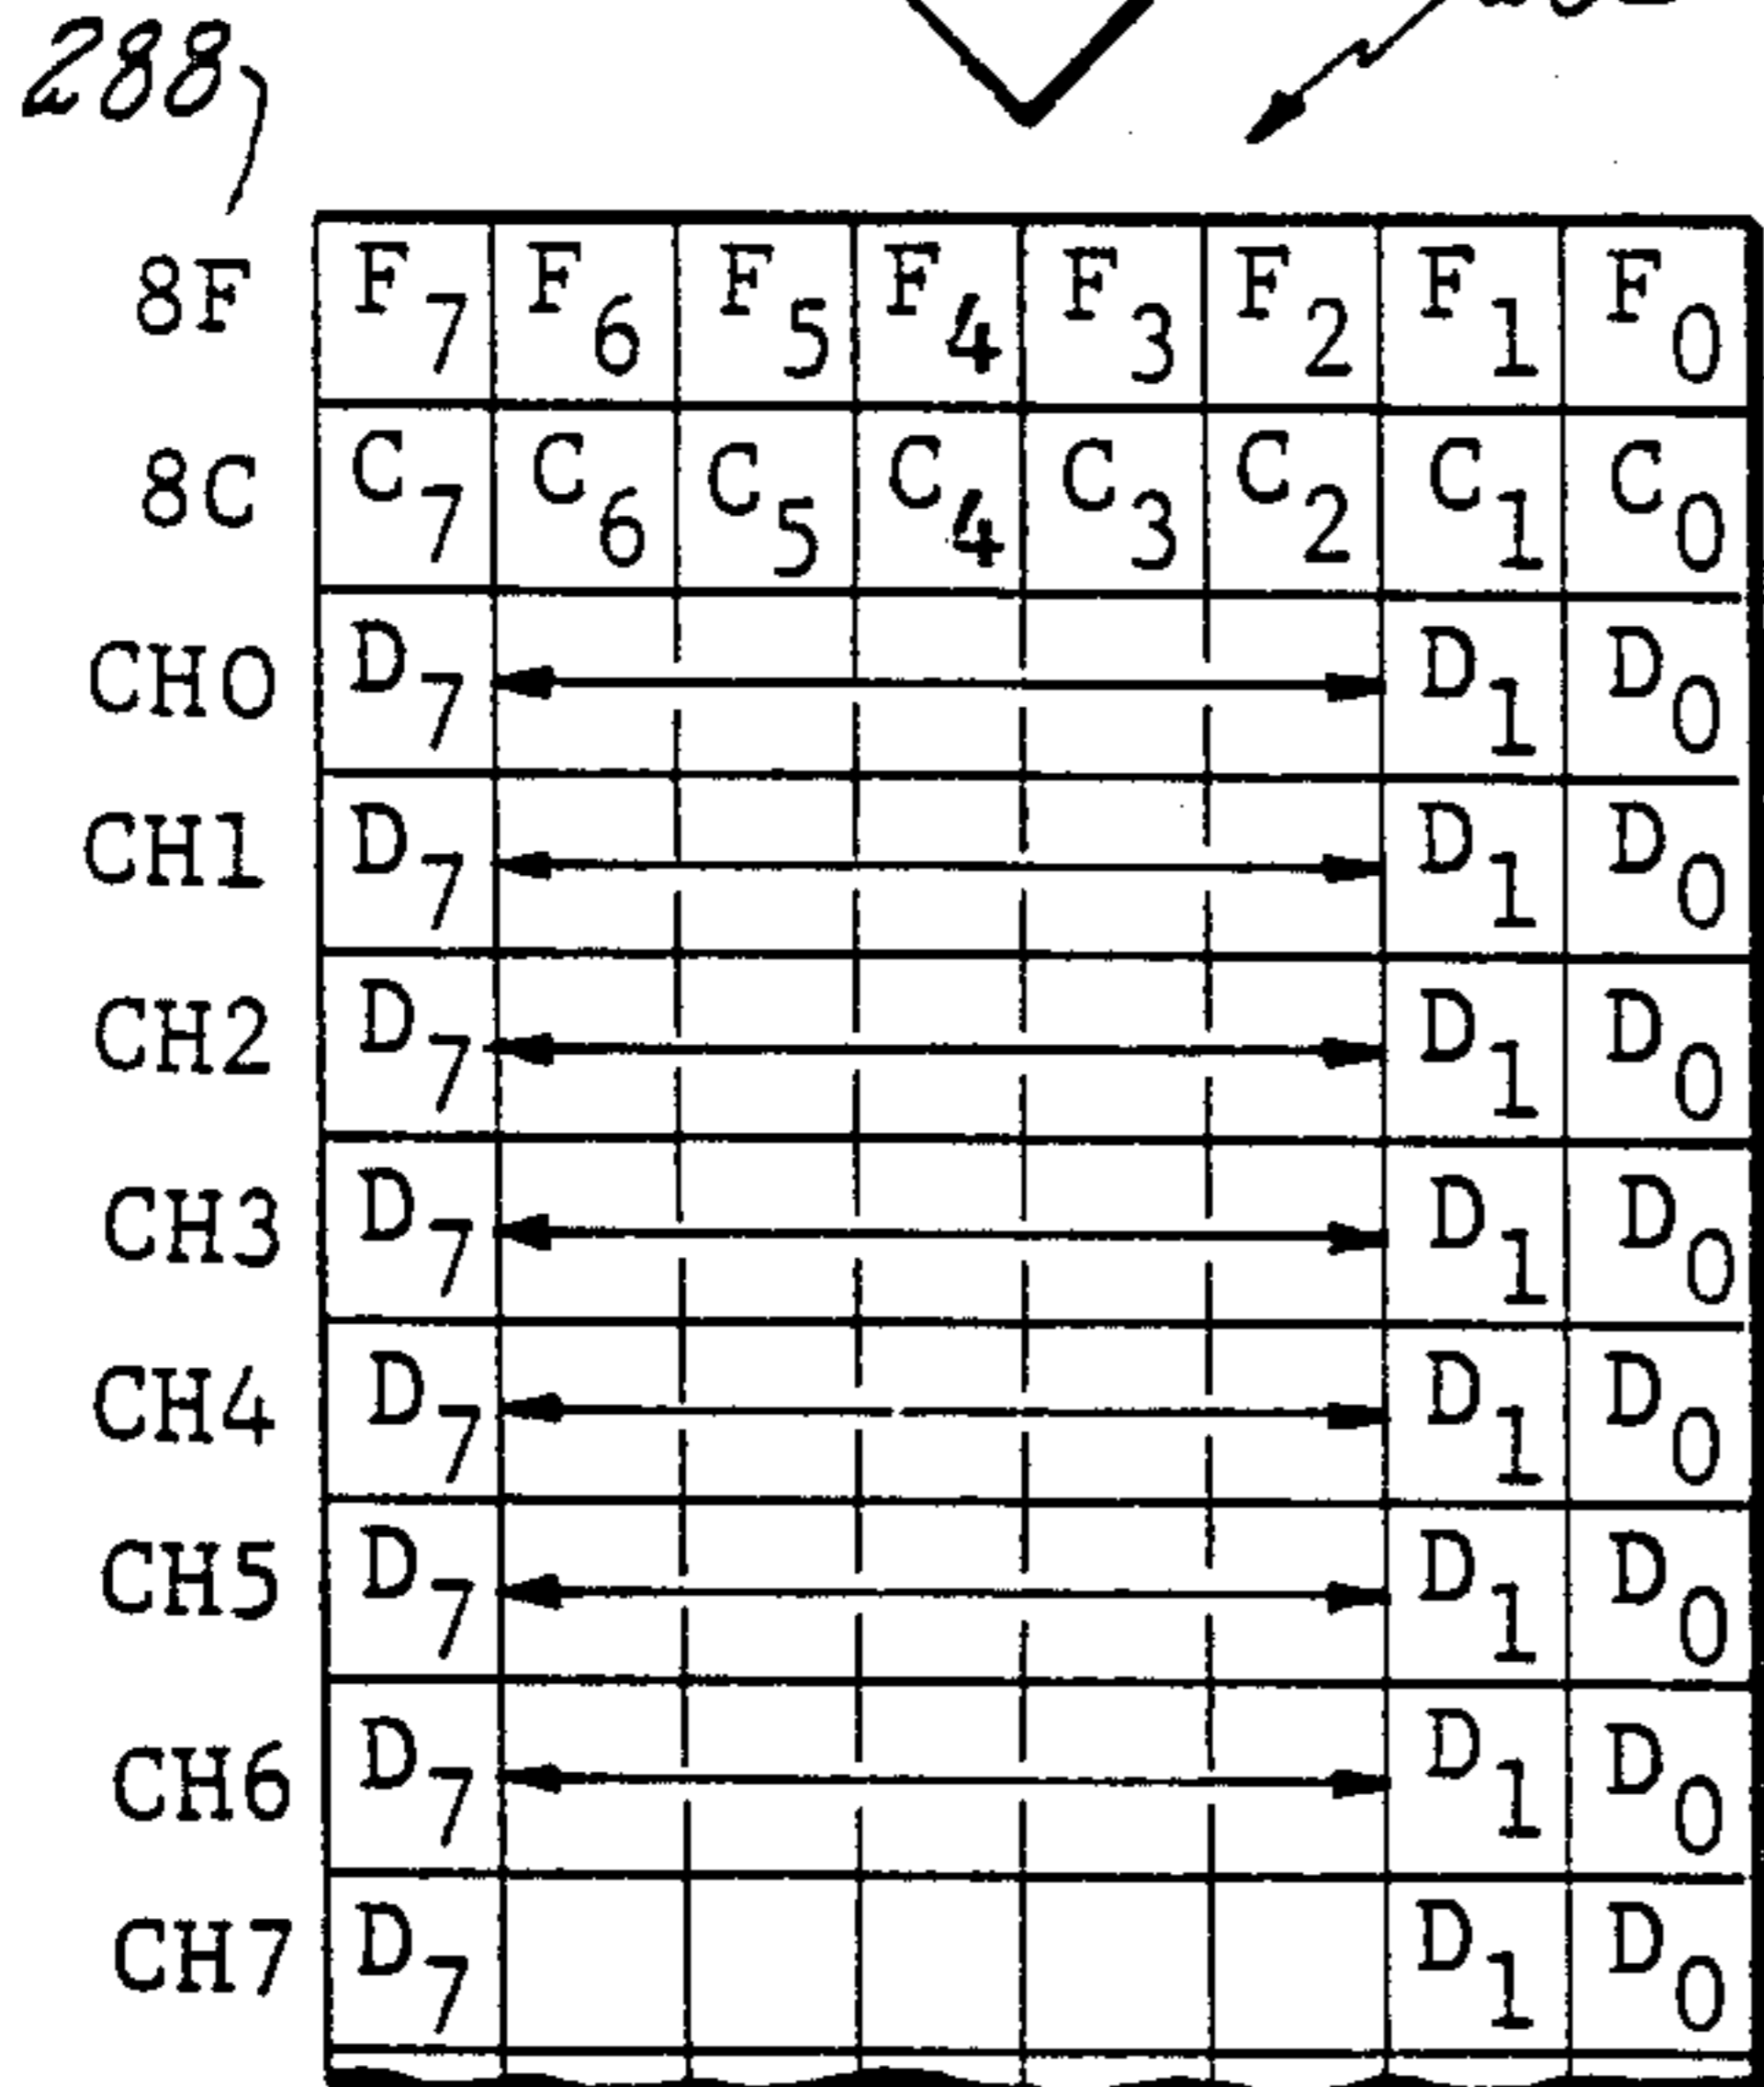 288
8F F7 F6 F5 F4 F3 F2 F1 F0
8C C7 C6 C5 C4 C3 C2 C1 C0
CH0 D7 D1 D0
CH1 D7 D1 D0
CH2 D7 D1 D0
CH3 D7 D1 D0
CH4 D7 D1 D0
CH5 D7 D1 D0
CH6 D7 D1 D0
CH7 D7 D1 D0